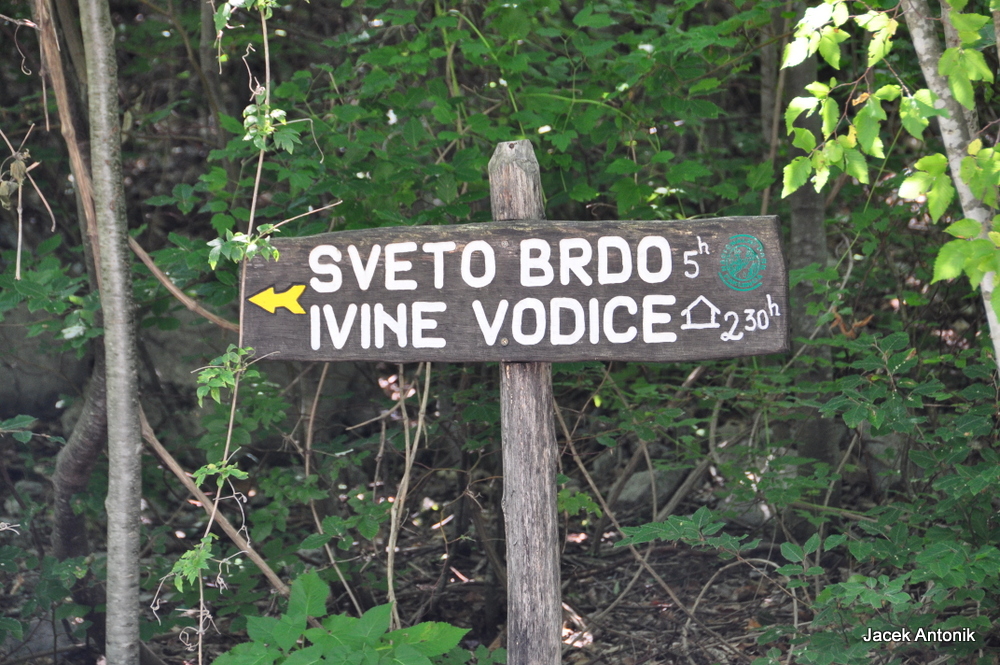 SVETO BRDO 5h
IVINE VODICE 230h
Jacek Antonik